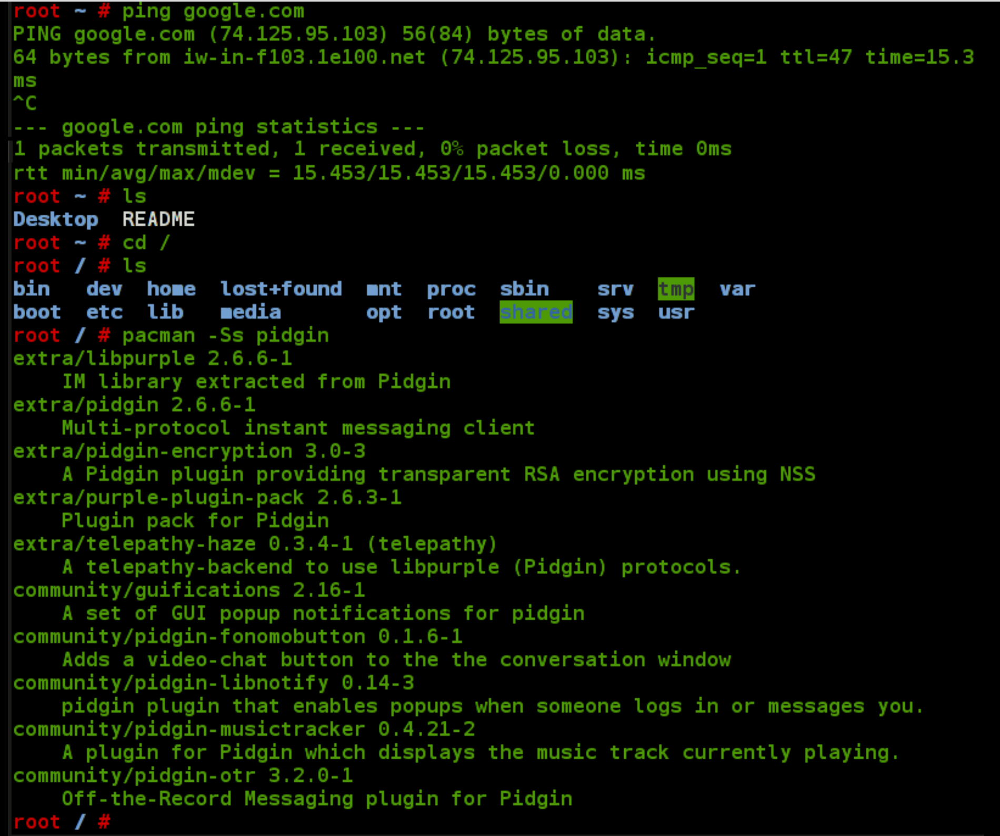 root ~ # ping google.com
PING google.com (74.125.95.103) 56(84) bytes of data.
64 bytes from iw-in-f103.1e100.net (74.125.95.103): icmp_seq=1 ttl=47 time=15.3
ms
^C
--- google.com ping statistics ---
1 packets transmitted, 1 received, 0% packet loss, time 0ms
rtt min/avg/max/mdev = 15.453/15.453/15.453/0.000 ms
root ~ # ls
Desktop  README
root ~ # cd /
root / # ls
bin   dev  home  lost+found  mnt  proc  sbin    srv  tmp  var
boot  etc  lib   media       opt  root  shared  sys  usr
root / # pacman -Ss pidgin
extra/libpurple 2.6.6-1
    IM library extracted from Pidgin
extra/pidgin 2.6.6-1
    Multi-protocol instant messaging client
extra/pidgin-encryption 3.0-3
    A Pidgin plugin providing transparent RSA encryption using NSS
extra/purple-plugin-pack 2.6.3-1
    Plugin pack for Pidgin
extra/telepathy-haze 0.3.4-1 (telepathy)
    A telepathy-backend to use libpurple (Pidgin) protocols.
community/guifications 2.16-1
    A set of GUI popup notifications for pidgin
community/pidgin-fonomobutton 0.1.6-1
    Adds a video-chat button to the the conversation window
community/pidgin-libnotify 0.14-3
    pidgin plugin that enables popups when someone logs in or messages you.
community/pidgin-musictracker 0.4.21-2
    A plugin for Pidgin which displays the music track currently playing.
community/pidgin-otr 3.2.0-1
    Off-the-Record Messaging plugin for Pidgin
root / #